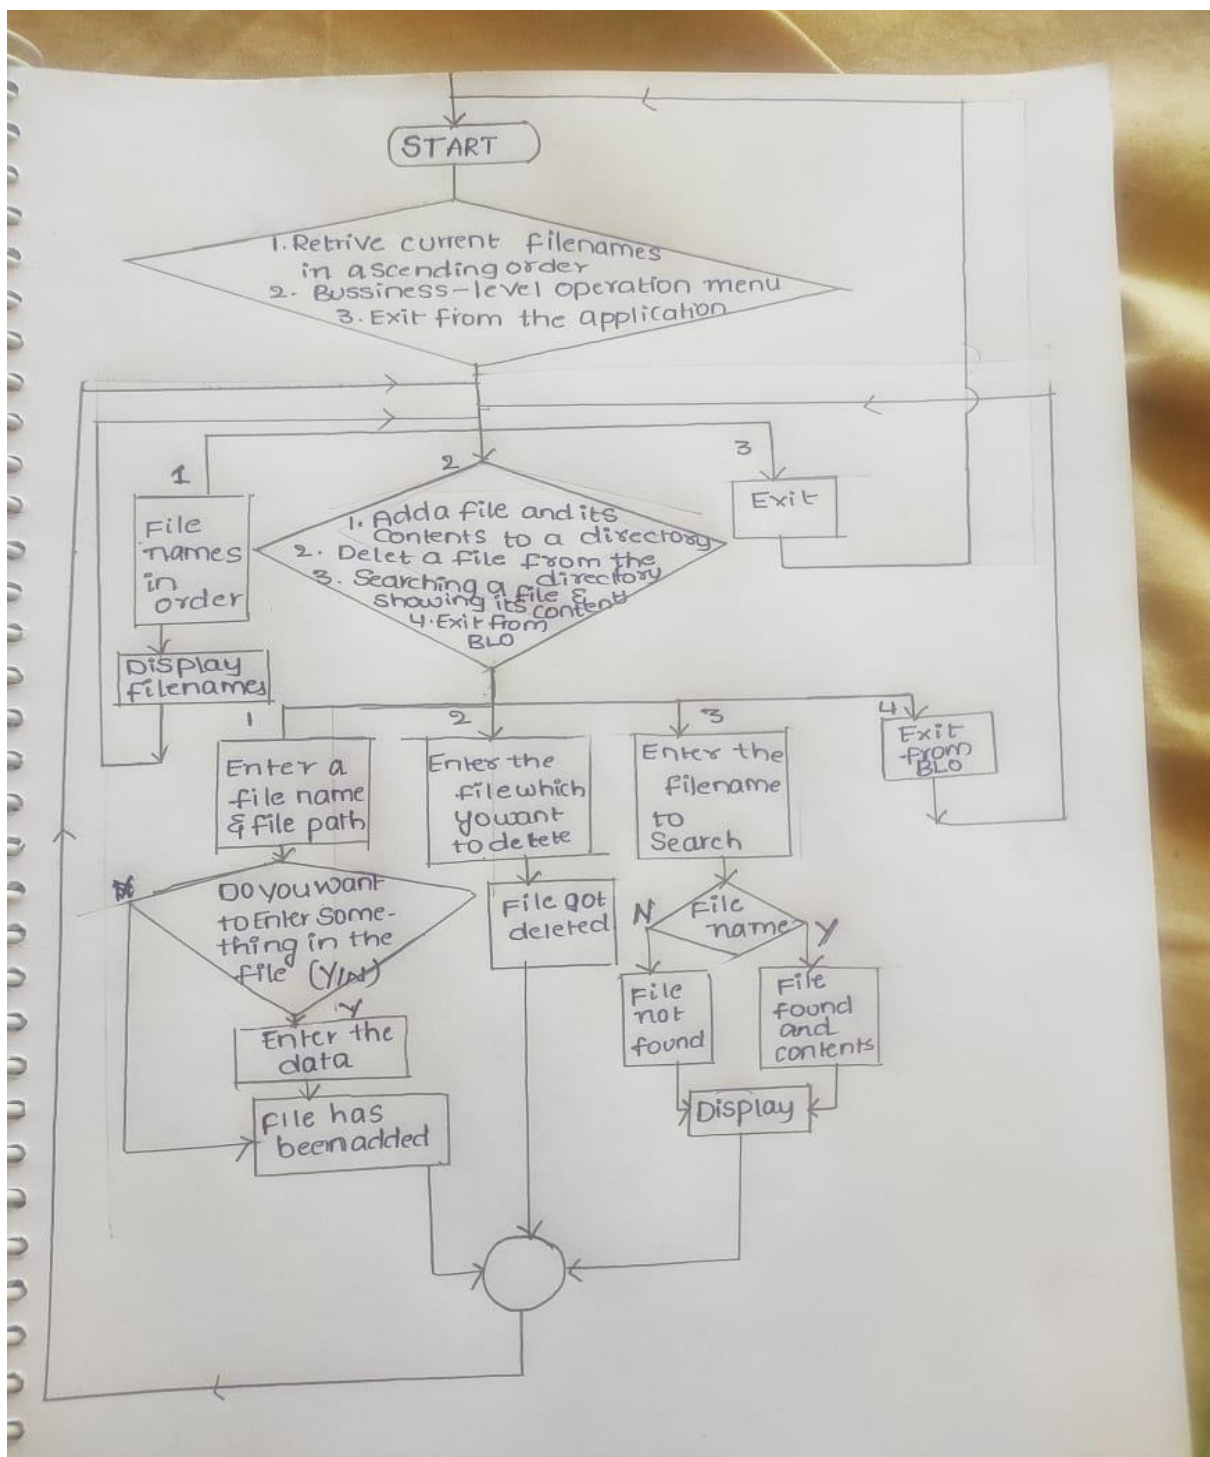 START
1. Retrive current filenames
in ascending order
2. Bussiness-level operation menu
3. Exit from the application
1
2
3
File
names
in
order
1. Add a file and its
contents to a directory
2. Delet a file from the
directory
3. Searching a file &
showing its content
4. Exit from
BLO
Exit
Display
filenames
1
2
3
4
Enter a
file name
& file path
Enter the
file which
you want
to delete
Enter the
filename
to
Search
Exit
from
BLO
Do you want
to Enter Some-
thing in the
file (Y/N)
File got
deleted
N
File
name
Y
Y
Enter the
data
File
not
found
File
found
and
contents
File has
been added
Display